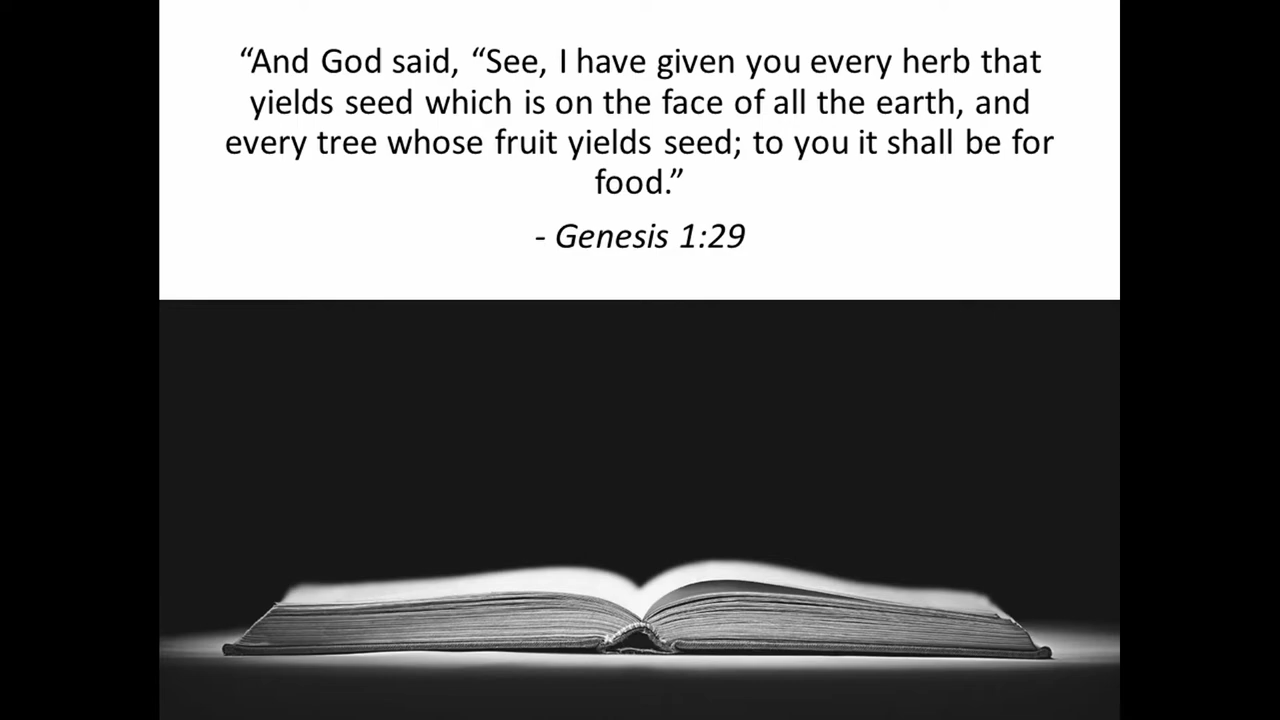 “And God said, “See, I have given you every herb that
yields seed which is on the face of all the earth, and
every tree whose fruit yields seed; to you it shall be for
food.”
- Genesis 1:29